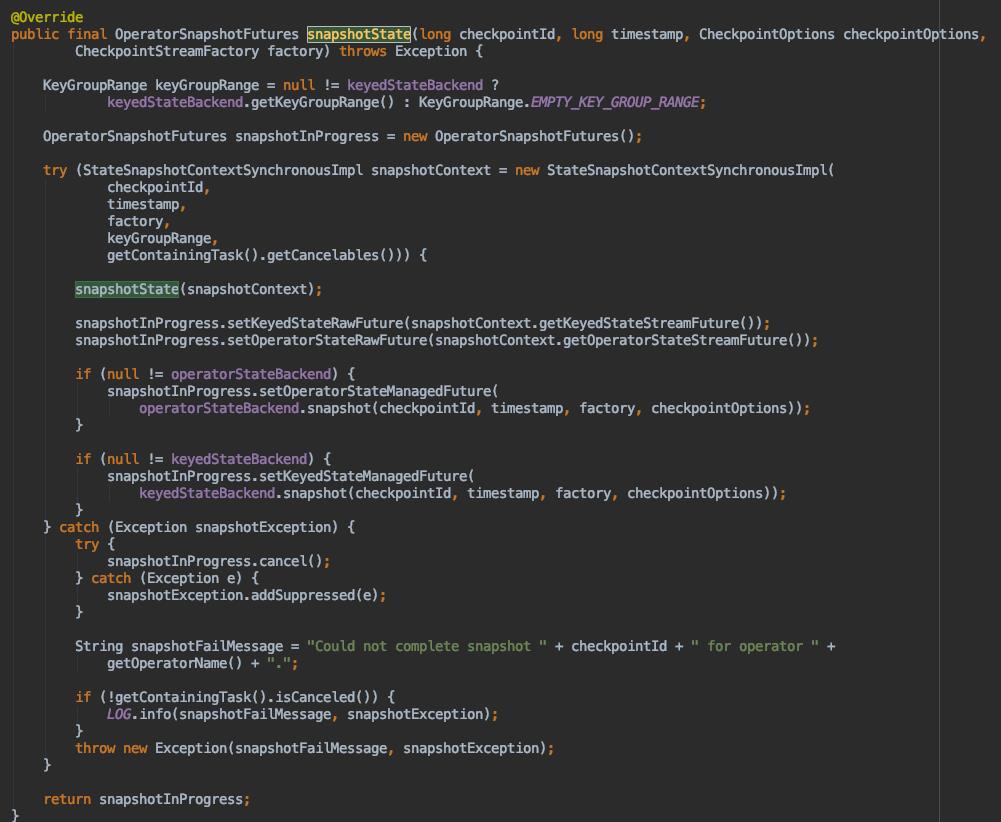 @Override
public final OperatorSnapshotFutures snapshotState(long checkpointId, long timestamp, CheckpointOptions checkpointOptions,
        CheckpointStreamFactory factory) throws Exception {
    KeyGroupRange keyGroupRange = null != keyedStateBackend ?
            keyedStateBackend.getKeyGroupRange() : KeyGroupRange.EMPTY_KEY_GROUP_RANGE;
    OperatorSnapshotFutures snapshotInProgress = new OperatorSnapshotFutures();
    try (StateSnapshotContextSynchronousImpl snapshotContext = new StateSnapshotContextSynchronousImpl(
            checkpointId,
            timestamp,
            factory,
            keyGroupRange,
            getContainingTask().getCancelables())) {
        snapshotState(snapshotContext);
        snapshotInProgress.setKeyedStateRawFuture(snapshotContext.getKeyedStateStreamFuture());
        snapshotInProgress.setOperatorStateRawFuture(snapshotContext.getOperatorStateStreamFuture());
        if (null != operatorStateBackend) {
            snapshotInProgress.setOperatorStateManagedFuture(
                operatorStateBackend.snapshot(checkpointId, timestamp, factory, checkpointOptions));
        }
        if (null != keyedStateBackend) {
            snapshotInProgress.setKeyedStateManagedFuture(
                keyedStateBackend.snapshot(checkpointId, timestamp, factory, checkpointOptions));
        }
    } catch (Exception snapshotException) {
        try {
            snapshotInProgress.cancel();
        } catch (Exception e) {
            snapshotException.addSuppressed(e);
        }
        String snapshotFailMessage = "Could not complete snapshot " + checkpointId + " for operator " +
            getOperatorName() + ".";
        if (!getContainingTask().isCanceled()) {
            LOG.info(snapshotFailMessage, snapshotException);
        }
        throw new Exception(snapshotFailMessage, snapshotException);
    }
    return snapshotInProgress;
}